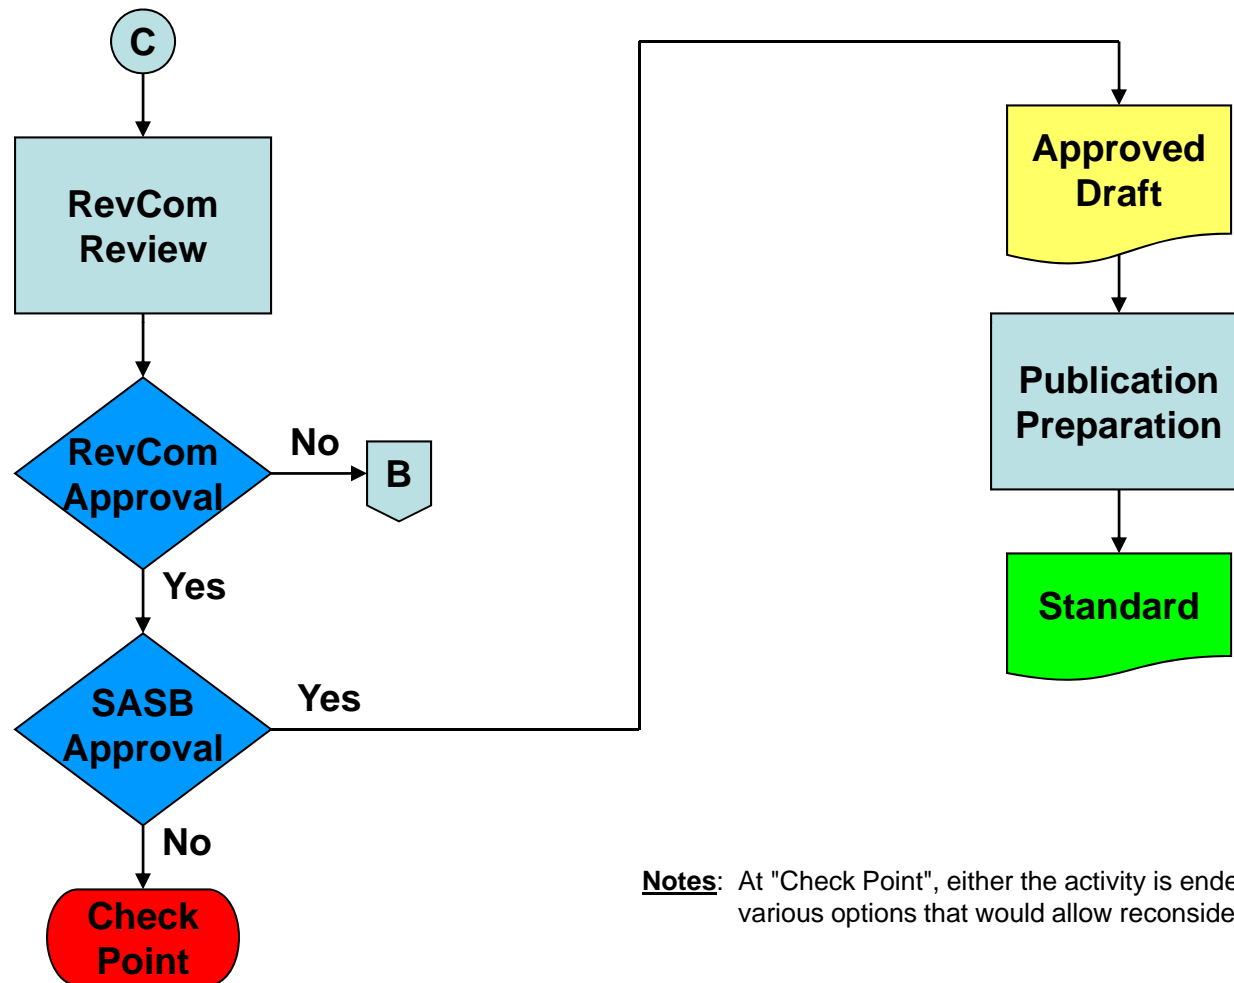 C
RevCom
Review
RevCom
Approval
No
B
Yes
SASB
Approval
Yes
No
Check
Point
Approved
Draft
Publication
Preparation
Standard
Notes: At "Check Point", either the activity is ende
various options that would allow reconside